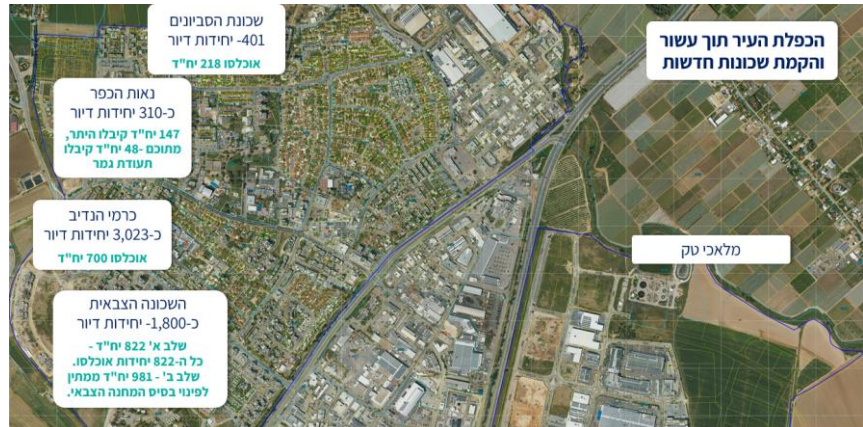 הכפלת העיר תוך עשור
והקמת שכונות חדשות
שכונת הסביונים
401- יחידות דיור
אוכלסו 218 יח"ד
נאות הכפר
כ-310 יחידות דיור
147 יח"ד קיבלו היתר,
מתוכם -48 יח"ד קיבלו
תעודת גמר
כרמי הנדיב
כ-3,023 יחידות דיור
אוכלסו 700 יח"ד
השכונה הצבאית
כ-1,800- יחידות דיור
שלב א' 822 יח"ד -
כל ה-822 יחידות אוכלסו.
שלב ב' - 981 יח"ד ממתין
לפינוי בסיס המחנה הצבאי.
מלאכי טק